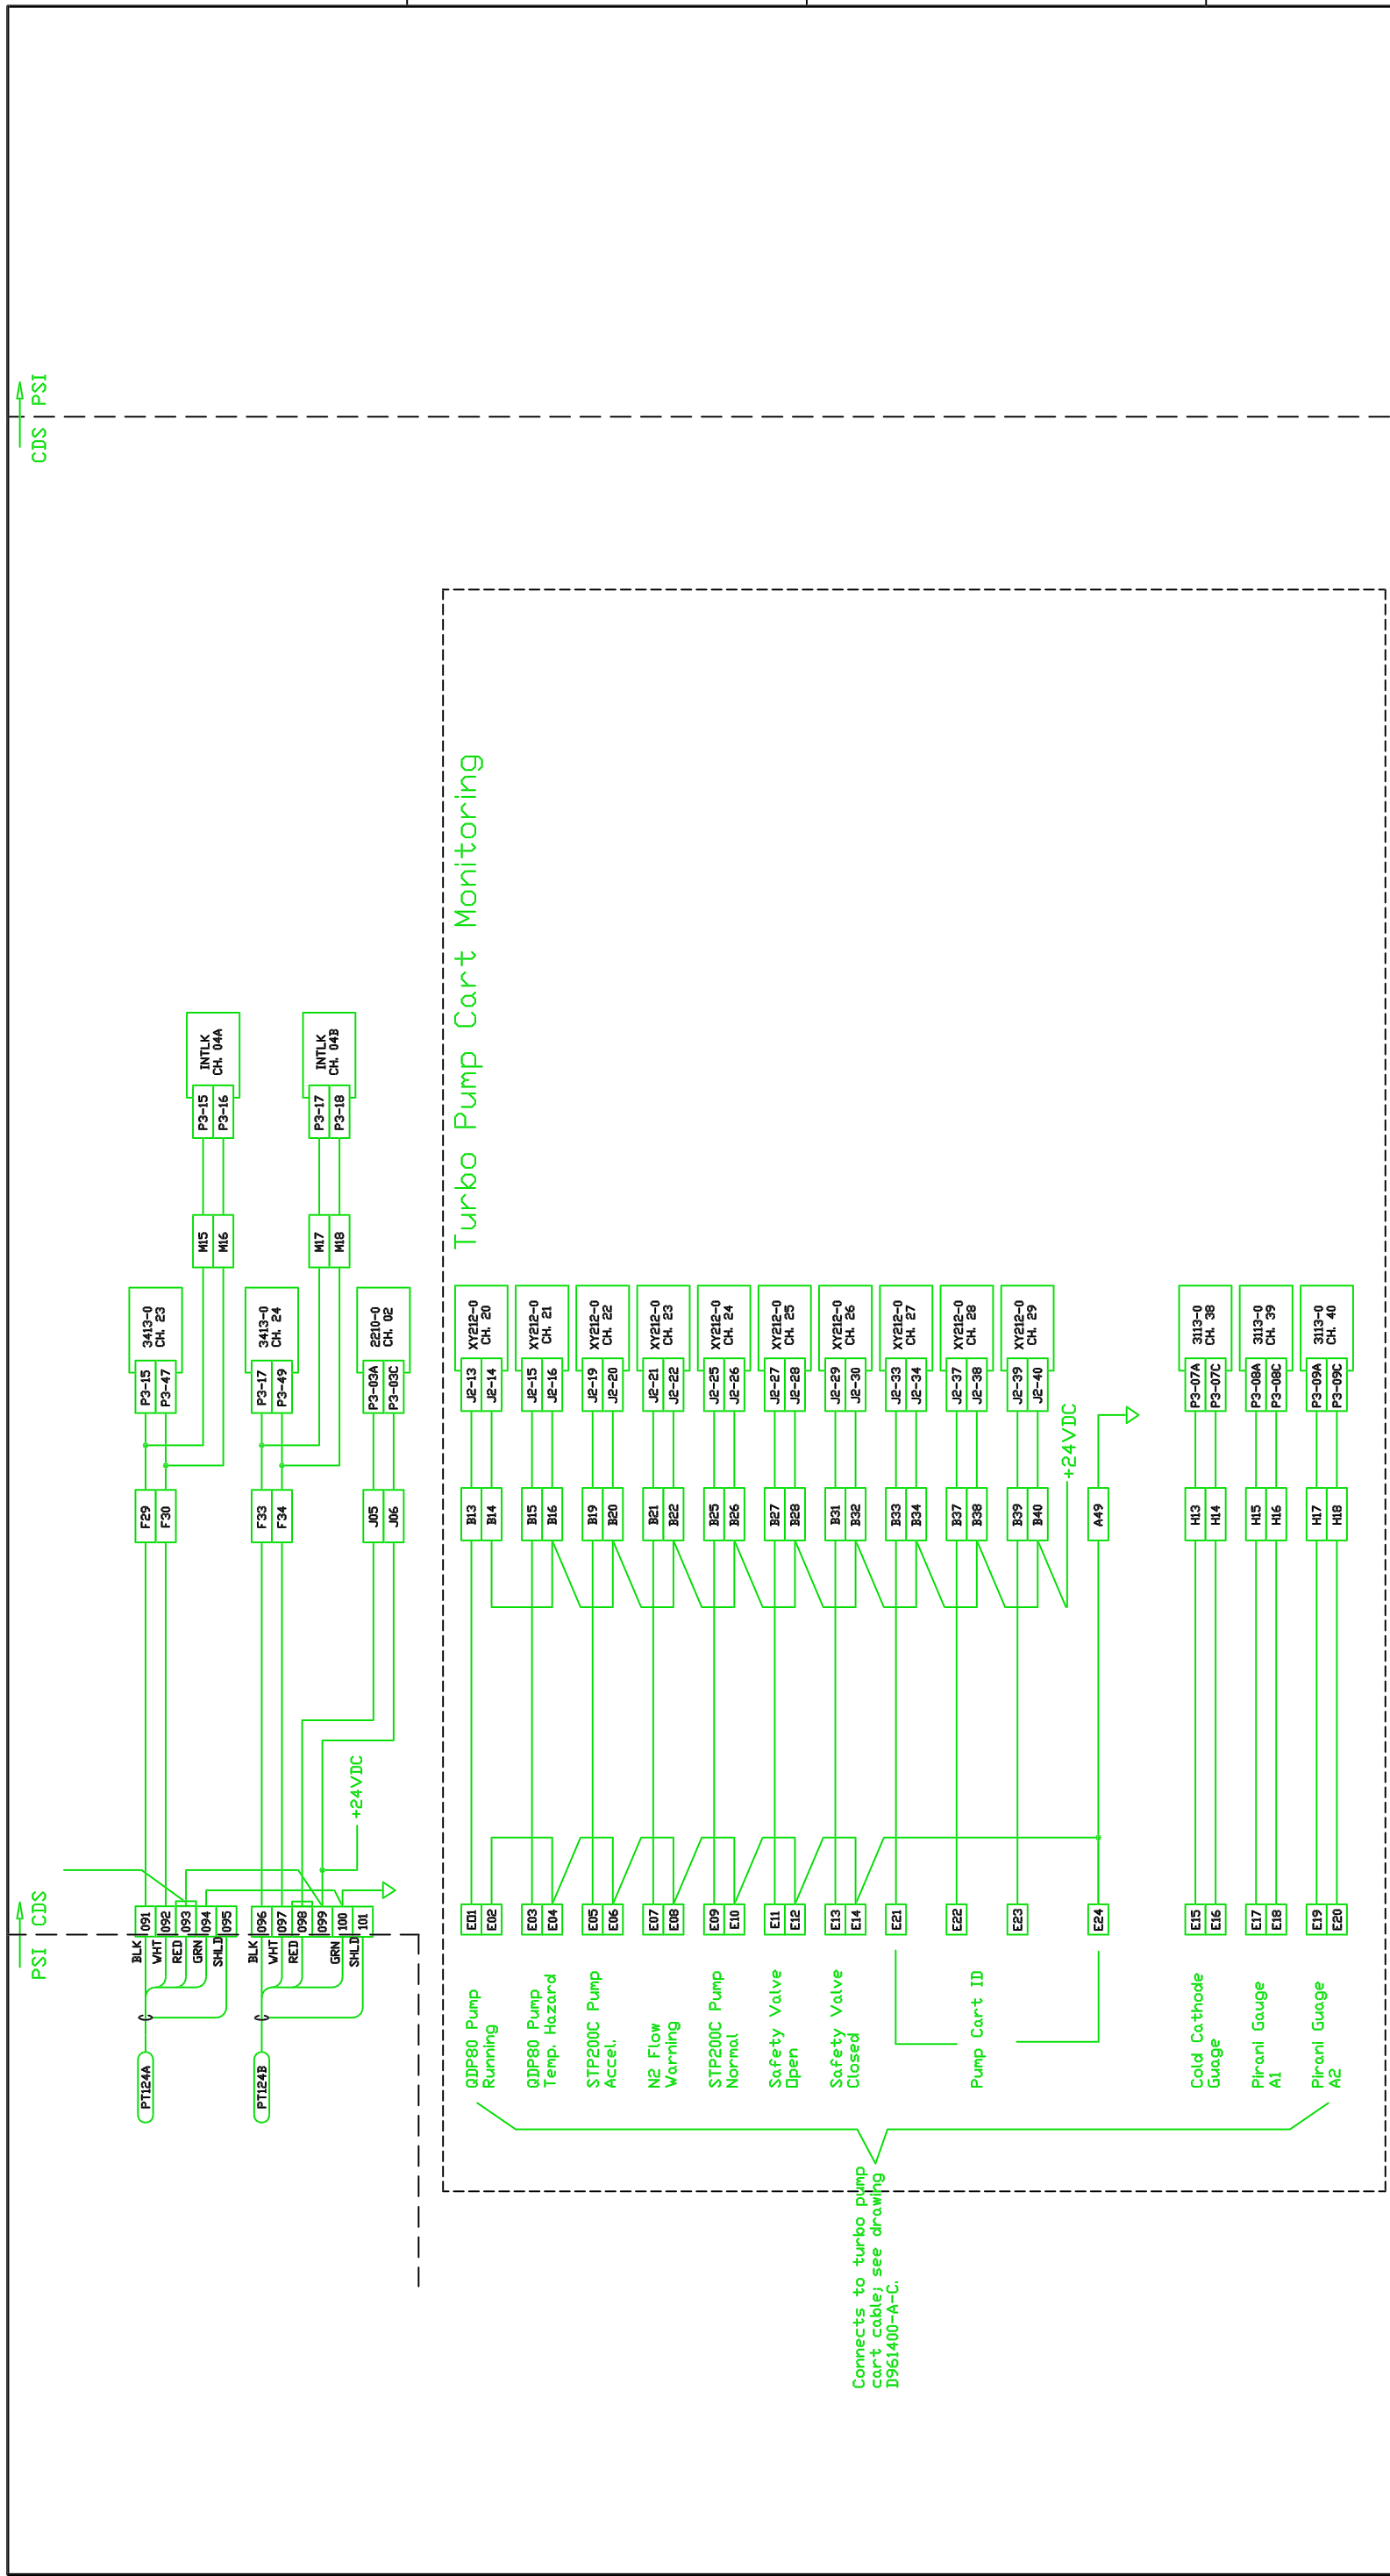 PSI CDS
CDS PSI
PT124A
BLK
WHT
RED
GRN
SHLD
091
092
093
094
095
F29
F30
P3-15
P3-47
3413-0
CH. 23
M15
M16
P3-15
P3-16
INTLK
CH. 04A
PT124B
BLK
WHT
RED
GRN
SHLD
096
097
098
099
100
101
+24VDC
F33
F34
P3-17
P3-49
3413-0
CH. 24
M17
M18
P3-17
P3-18
INTLK
CH. 04B
J05
J06
P3-03A
P3-03C
2210-0
CH. 02
Turbo Pump Cart Monitoring
QDP80 Pump
Running
E01
E02
B13
B14
J2-13
J2-14
XY212-0
CH. 20
QDP80 Pump
Temp. Hazard
E03
E04
B15
B16
J2-15
J2-16
XY212-0
CH. 21
STP200C Pump
Accel.
E05
E06
B19
B20
J2-19
J2-20
XY212-0
CH. 22
N2 Flow
Warning
E07
E08
B21
B22
J2-21
J2-22
XY212-0
CH. 23
STP200C Pump
Normal
E09
E10
B25
B26
J2-25
J2-26
XY212-0
CH. 24
Safety Valve
Open
E11
E12
B27
B28
J2-27
J2-28
XY212-0
CH. 25
Safety Valve
Closed
E13
E14
B31
B32
J2-29
J2-30
XY212-0
CH. 26
E21
B33
B34
J2-33
J2-34
XY212-0
CH. 27
Pump Cart ID
E22
B37
B38
J2-37
J2-38
XY212-0
CH. 28
E23
B39
B40
J2-39
J2-40
XY212-0
CH. 29
+24VDC
E24
A49
Cold Cathode
Guage
E15
E16
H13
H14
P3-07A
P3-07C
3113-0
CH. 38
Pirani Gauge
A1
E17
E18
H15
H16
P3-08A
P3-08C
3113-0
CH. 39
Pirani Guage
A2
E19
E20
H17
H18
P3-09A
P3-09C
3113-0
CH. 40
Connects to turbo pump
cart cable; see drawing
D961400-A-C.